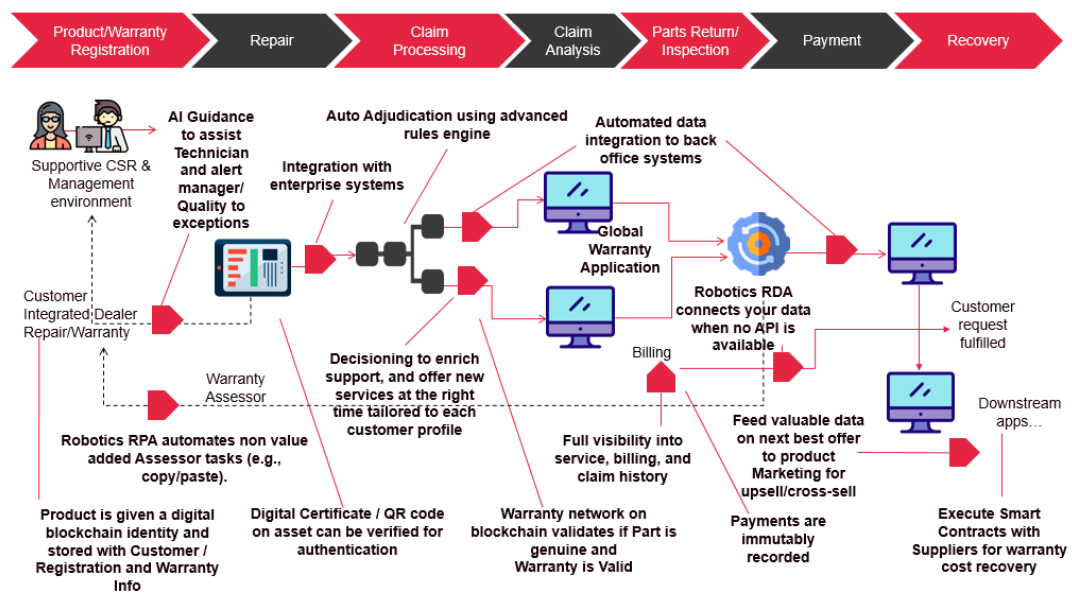 Product/Warranty
Registration
Repair
Claim
Processing
Claim
Analysis
Parts Return/
Inspection
Payment
Recovery
Supportive CSR &
Management
environment
AI Guidance
to assist
Technician
and alert
manager/
Quality to
exceptions
Integration with
enterprise systems
Auto Adjudication using advanced
rules engine
Automated data
integration to back
office systems
Global
Warranty
Application
Customer
Integrated Dealer
Repair/Warranty
Robotics RDA
connects your data
when no API is
available
Customer
request
fulfilled
Warranty
Assessor
Decisioning to enrich
support, and offer new
services at the right
time tailored to each
customer profile
Billing
Downstream
apps...
Robotics RPA automates non value
added Assessor tasks (e.g.,
copy/paste).
Full visibility into
service, billing, and
claim history
Feed valuable data
on next best offer
to product
Marketing for
upsell/cross-sell
Product is given a digital
blockchain identity and
stored with Customer /
Registration and Warranty
Info
Digital Certificate / QR code
on asset can be verified for
authentication
Warranty network on
blockchain validates if Part is
genuine and
Warranty is Valid
Payments are
immutably
recorded
Execute Smart
Contracts with
Suppliers for warranty
cost recovery